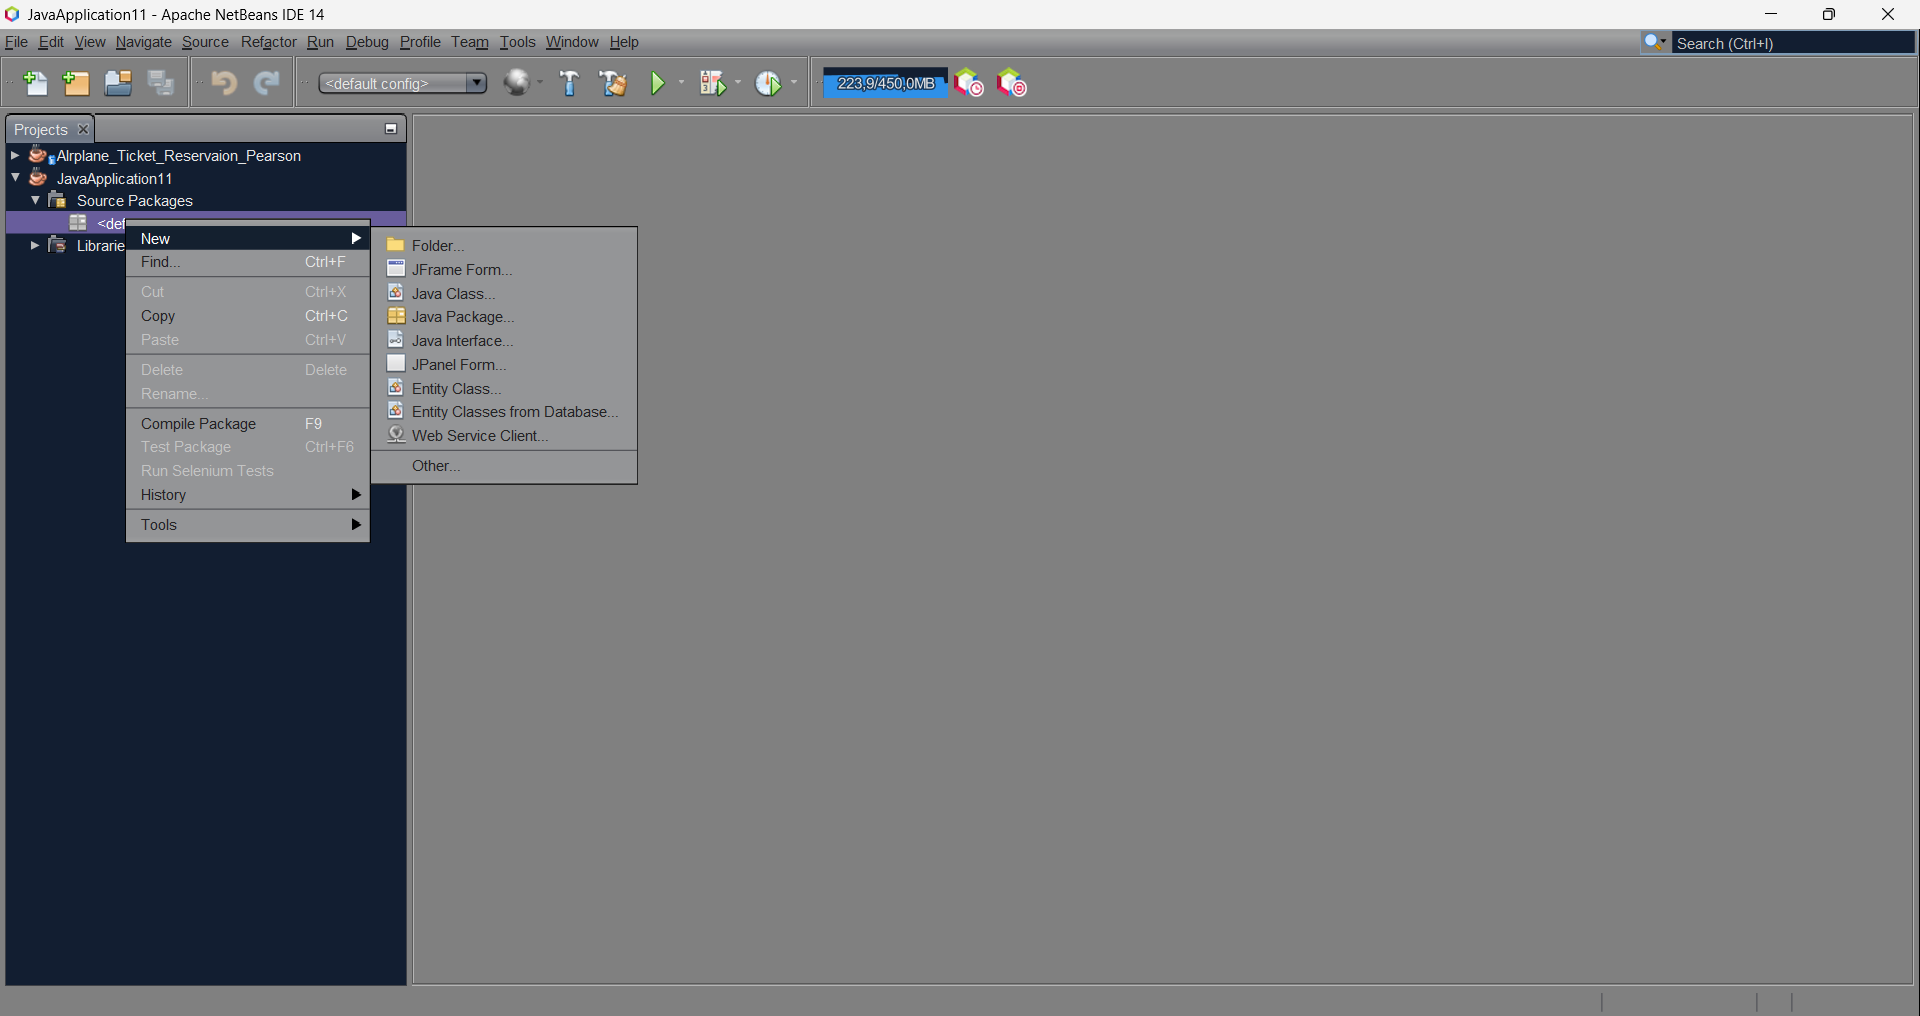 JavaApplication11 - Apache NetBeans IDE 14
File Edit View Navigate Source Refactor Run Debug Profile Team Tools Window Help
Search (Ctrl+I)
<default config>
223,9/450,0MB
Projects
AIrplane_Ticket_Reservaion_Pearson
JavaApplication11
Source Packages
<def
Librarie
New
Find... Ctrl+F
Cut Ctrl+X
Copy Ctrl+C
Paste Ctrl+V
Delete Delete
Rename...
Compile Package F9
Test Package Ctrl+F6
Run Selenium Tests
History
Tools
Folder...
JFrame Form...
Java Class...
Java Package...
Java Interface...
JPanel Form...
Entity Class...
Entity Classes from Database...
Web Service Client...
Other...